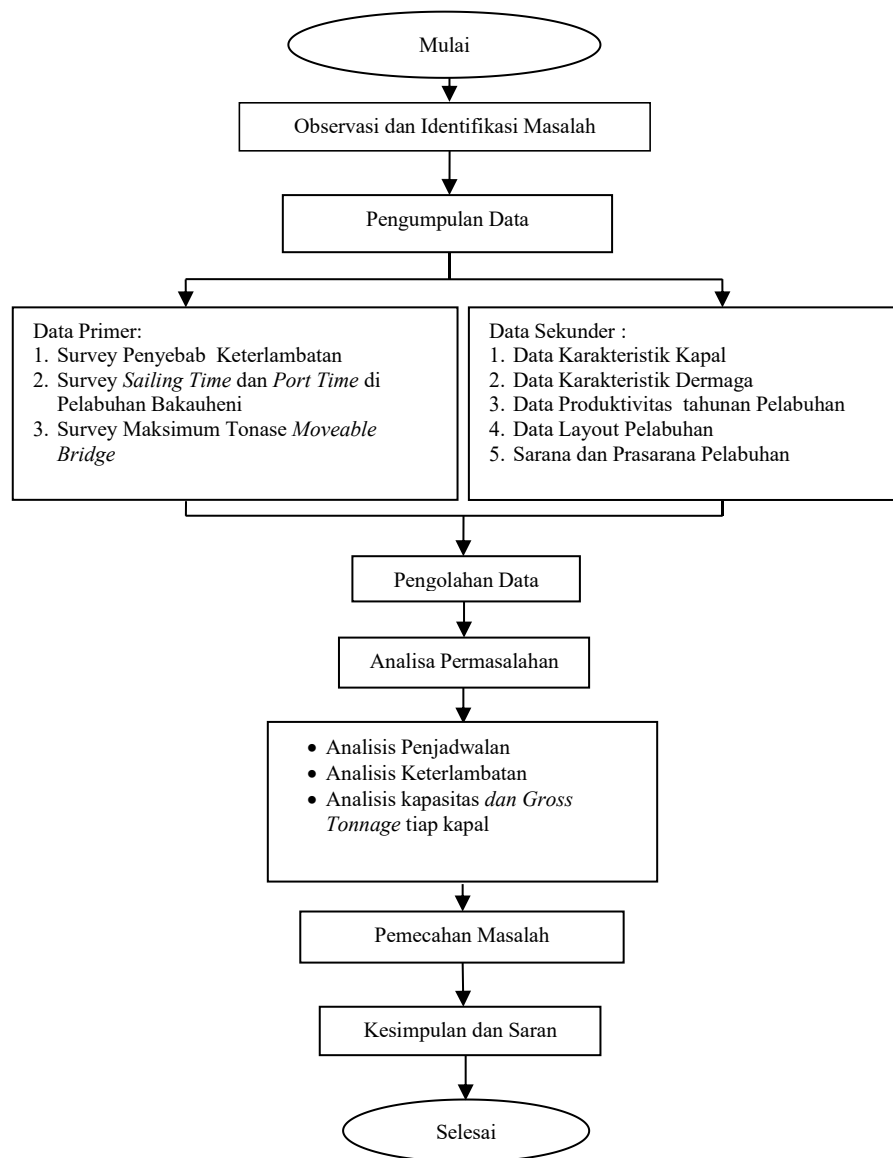 Mulai
Observasi dan Identifikasi Masalah
Pengumpulan Data
Data Primer:
1. Survey Penyebab Keterlambatan
2. Survey Sailing Time dan Port Time di
Pelabuhan Bakauheni
3. Survey Maksimum Tonase Moveable
Bridge
Data Sekunder :
1. Data Karakteristik Kapal
2. Data Karakteristik Dermaga
3. Data Produktivitas tahunan Pelabuhan
4. Data Layout Pelabuhan
5. Sarana dan Prasarana Pelabuhan
Pengolahan Data
Analisa Permasalahan
• Analisis Penjadwalan
• Analisis Keterlambatan
• Analisis kapasitas dan Gross
Tonnage tiap kapal
Pemecahan Masalah
Kesimpulan dan Saran
Selesai